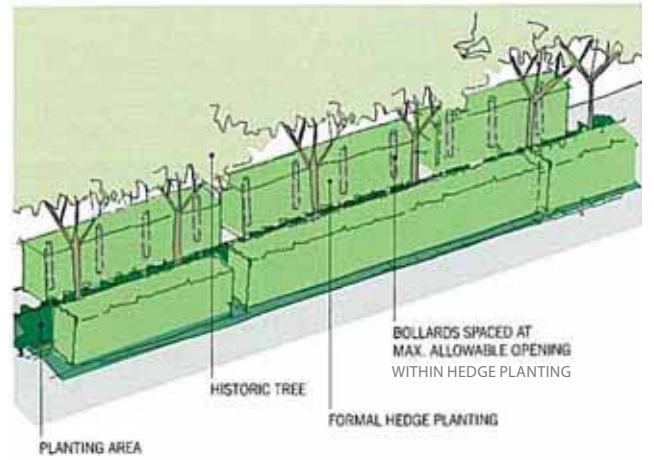 BOLLARDS SPACED AT
MAX. ALLOWABLE OPENING
WITHIN HEDGE PLANTING
HISTORIC TREE
FORMAL HEDGE PLANTING
PLANTING AREA